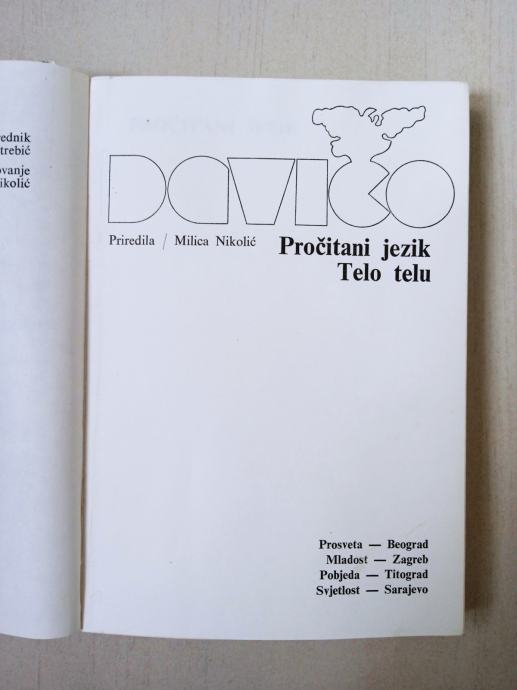 rednik
trebić
ovanje
ikolić
DAVIČO
Priredila / Milica Nikolić
Pročitani jezik
Telo telu
Prosveta — Beograd
Mladost — Zagreb
Pobjeda — Titograd
Svjetlost — Sarajevo